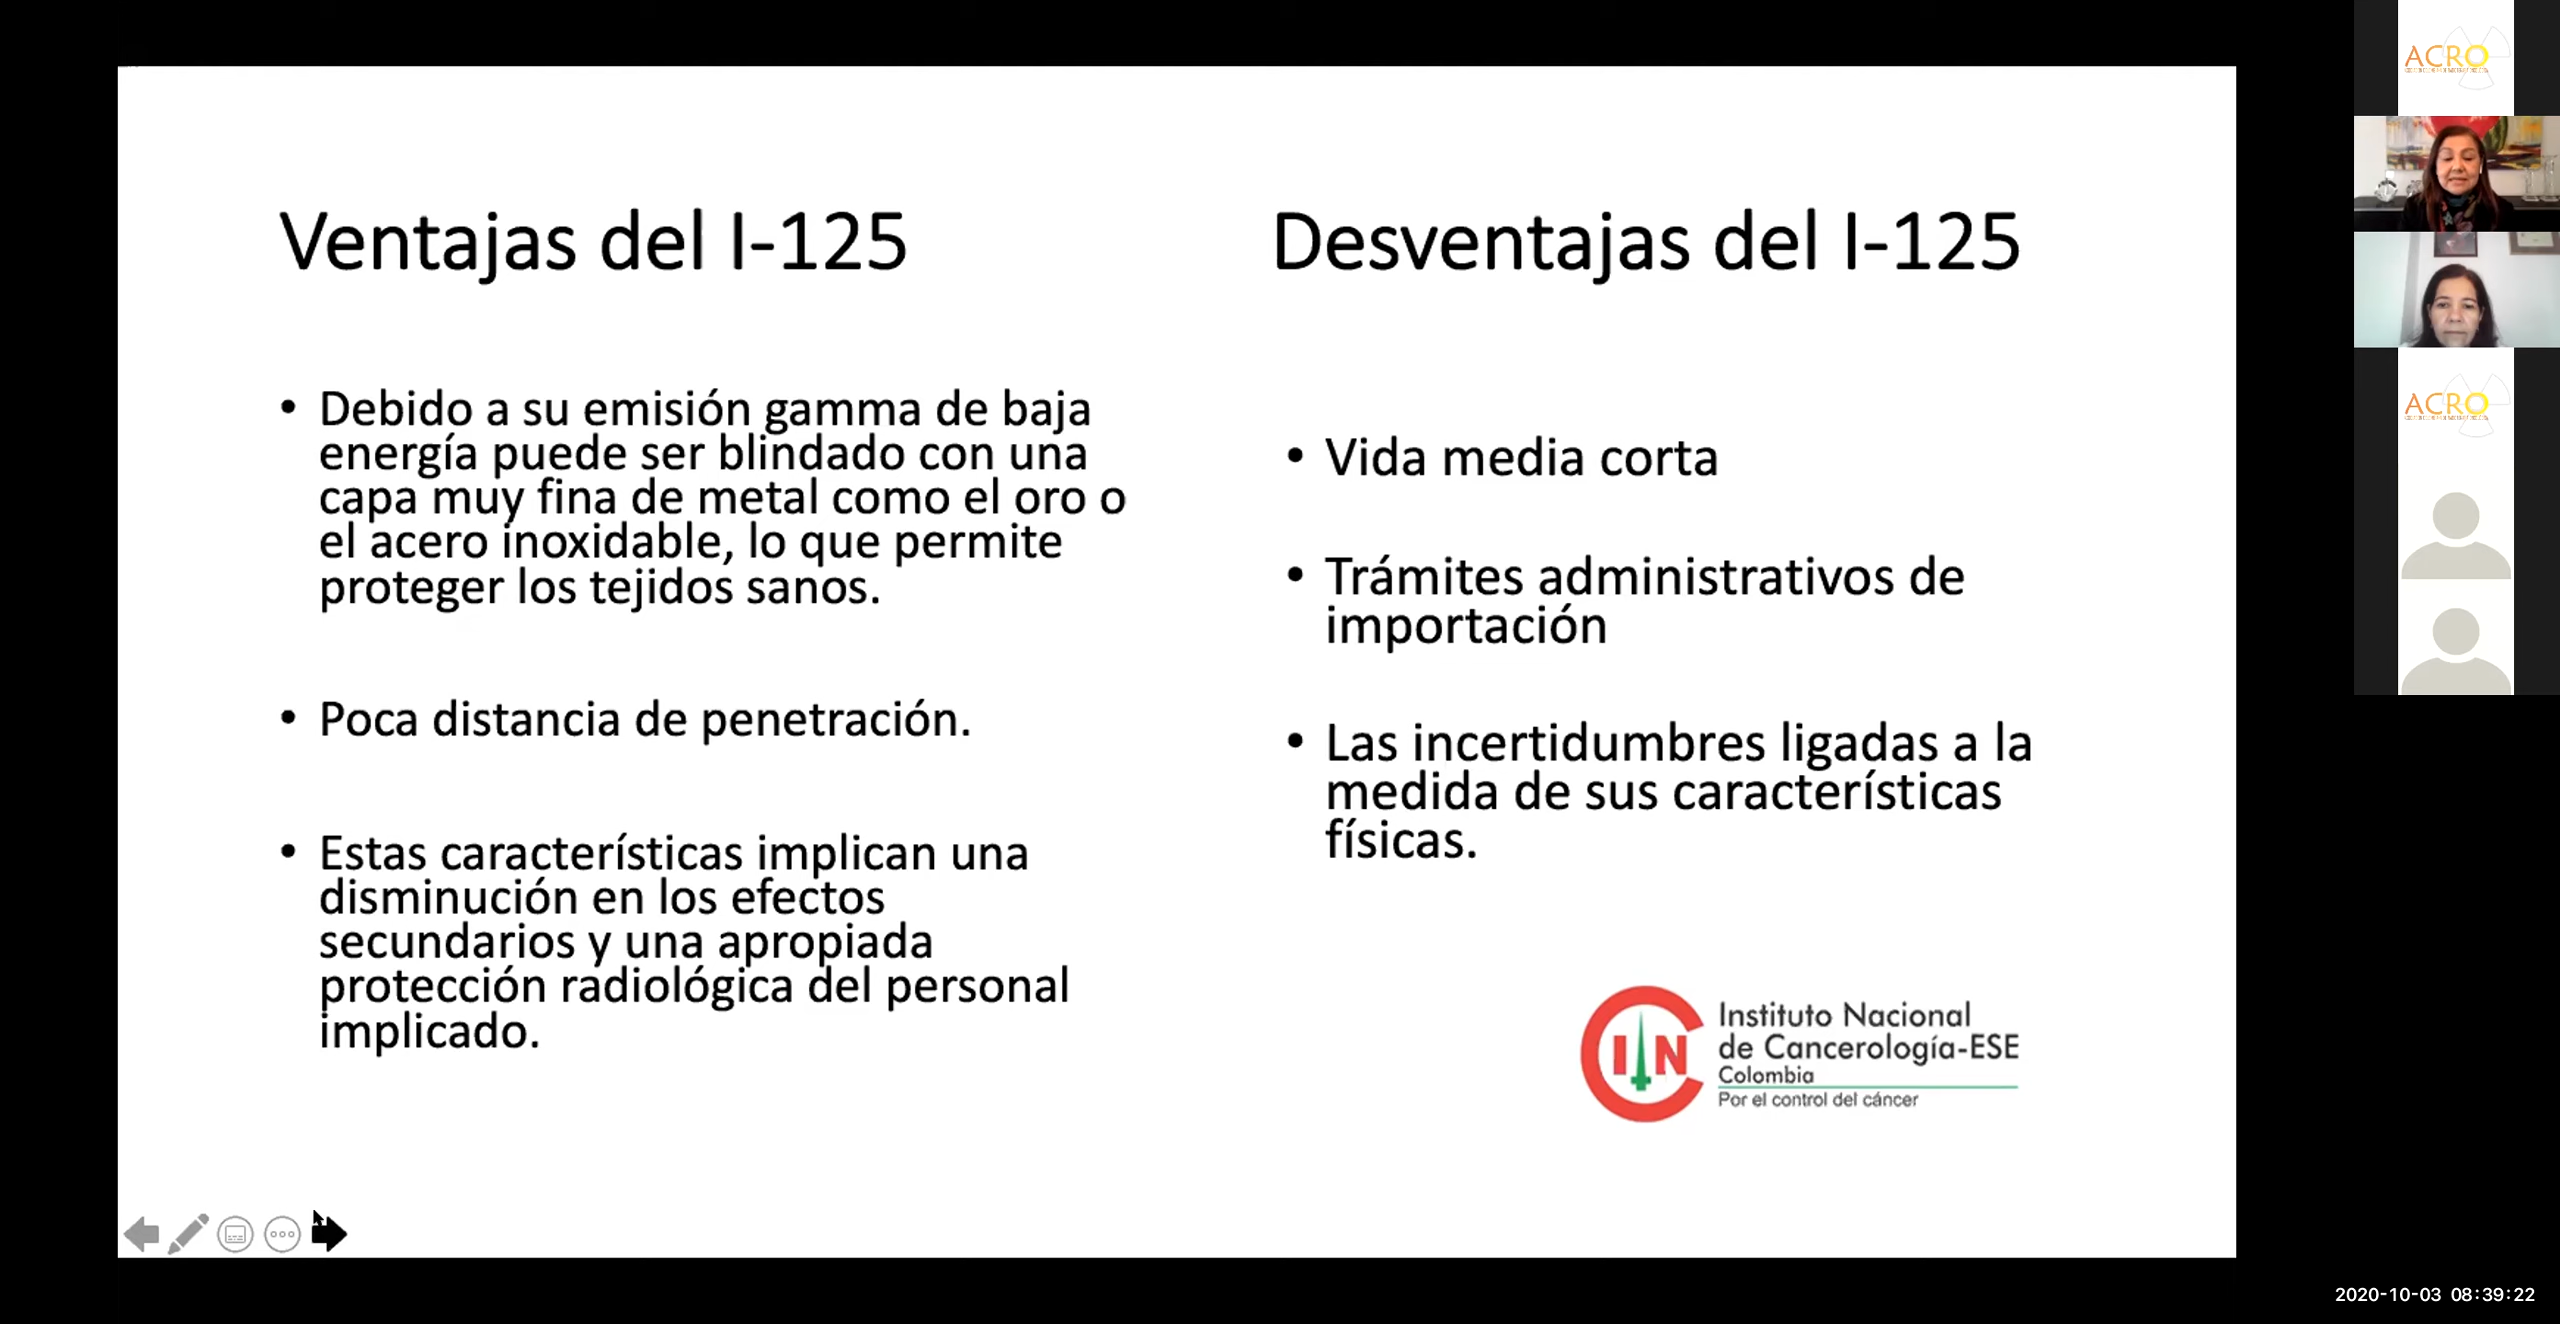 Ventajas del I-125
• Debido a su emisión gamma de baja
energía puede ser blindado con una
capa muy fina de metal como el oro o
el acero inoxidable, lo que permite
proteger los tejidos sanos.
• Poca distancia de penetración.
• Estas características implican una
disminución en los efectos
secundarios y una apropiada
protección radiológica del personal
implicado.
Desventajas del I-125
• Vida media corta
• Trámites administrativos de
importación
• Las incertidumbres ligadas a la
medida de sus características
físicas.
INC
Instituto Nacional
de Cancerología-ESE
Colombia
Por el control del cáncer
ACRO
ACRO
2020-10-03 08:39:22